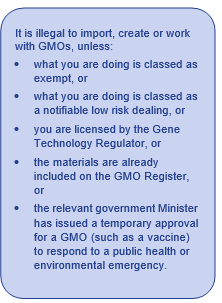 It is illegal to import, create or work
with GMOs, unless:
• what you are doing is classed as
exempt, or
• what you are doing is classed as
a notifiable low risk dealing, or
• you are licensed by the Gene
Technology Regulator, or
• the materials are already
included on the GMO Register,
or
• the relevant government Minister
has issued a temporary approval
for a GMO (such as a vaccine)
to respond to a public health or
environmental emergency.